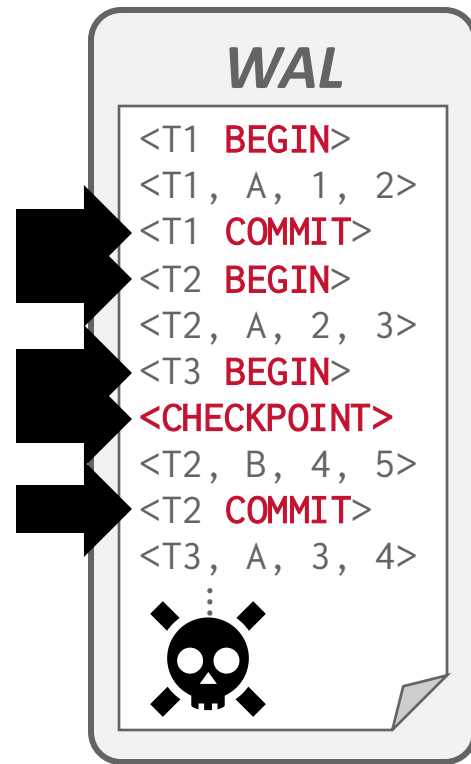 WAL
<T1 BEGIN>
<T1, A, 1, 2>
<T1 COMMIT>
<T2 BEGIN>
<T2, A, 2, 3>
<T3 BEGIN>
<CHECKPOINT>
<T2, B, 4, 5>
<T2 COMMIT>
<T3, A, 3, 4>
⋮